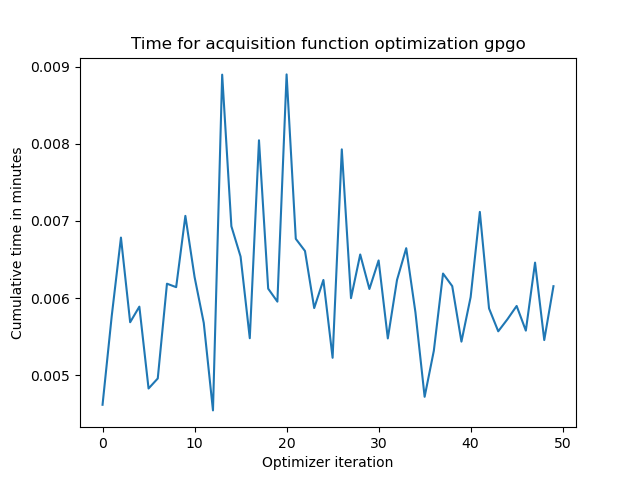 Time for acquisition function optimization gpgo
0.009
0.008
0.007
0.006
0.005
Cumulative time in minutes
0 10 20 30 40 50
Optimizer iteration